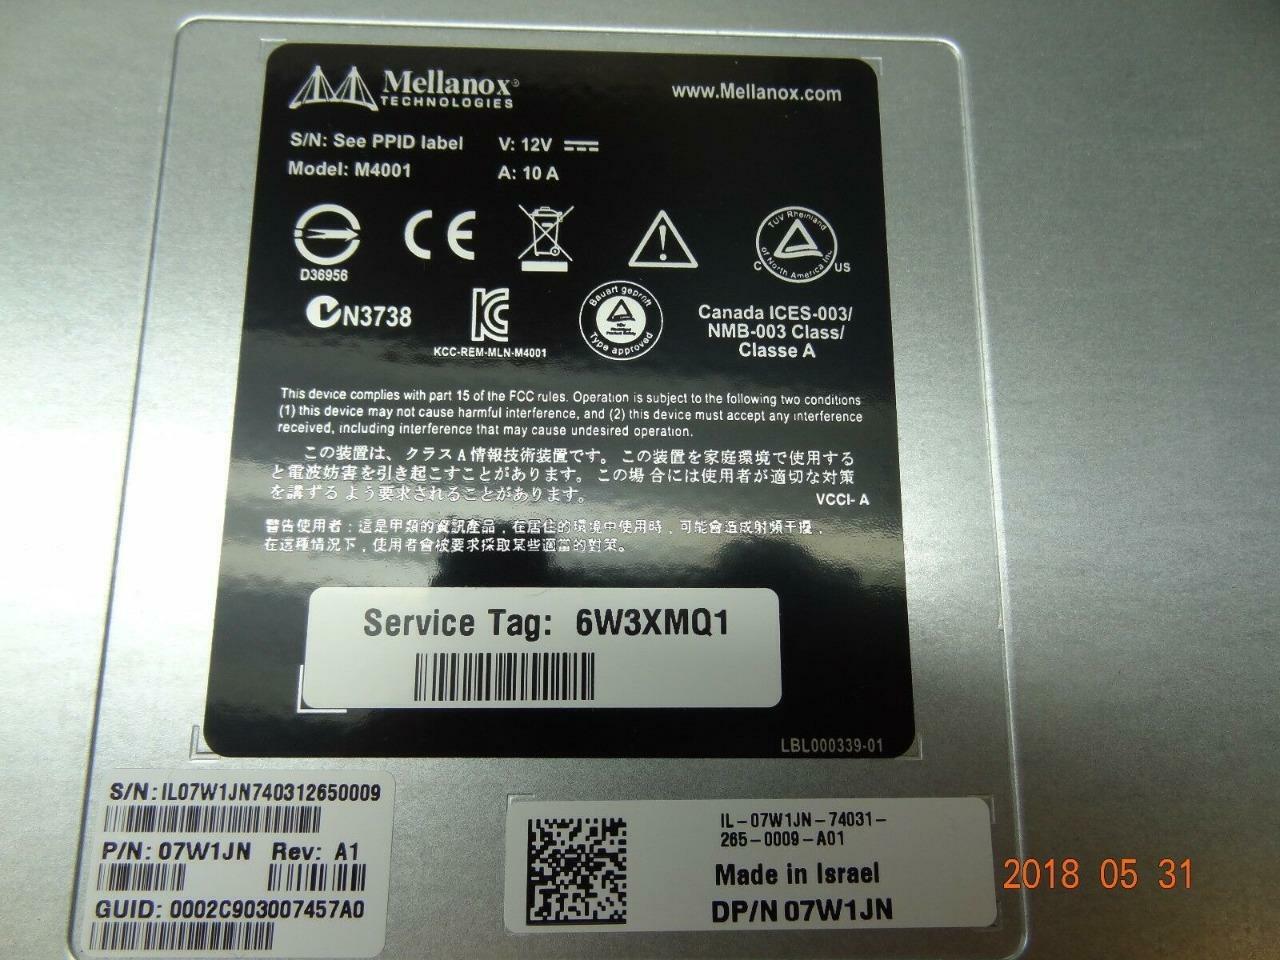 Mellanox®
TECHNOLOGIES
www.Mellanox.com
S/N: See PPID label V: 12V
Model: M4001 A: 10 A
D36956
CE
TUV Rheinland
of North America Inc.
C US
N3738
KCC-REM-MLN-M4001
Bauart geprüft
Type approved
Canada ICES-003/
NMB-003 Class/
Classe A
This device complies with part 15 of the FCC rules. Operation is subject to the following two conditions
(1) this device may not cause harmful interference, and (2) this device must accept any interference
received, including interference that may cause undesired operation.
この装置は、クラスA情報技術装置です。この装置を家庭環境で使用する
と電波妨害を引き起こすことがあります。この場合には使用者が適切な対策
を講ずるよう要求されることがあります。
VCCI- A
警告使用者：這是甲類的資訊產品，在居住的環境中使用時，可能會造成射頻干擾，
在這種情況下，使用者會被要求採取某些適當的對策。
Service Tag: 6W3XMQ1
LBL000339-01
S/N: IL07W1JN740312650009
P/N: 07W1JN Rev: A1
GUID: 0002C903007457A0
IL-07W1JN-74031-
265-0009-A01
Made in Israel
DP/N 07W1JN
2018 05 31